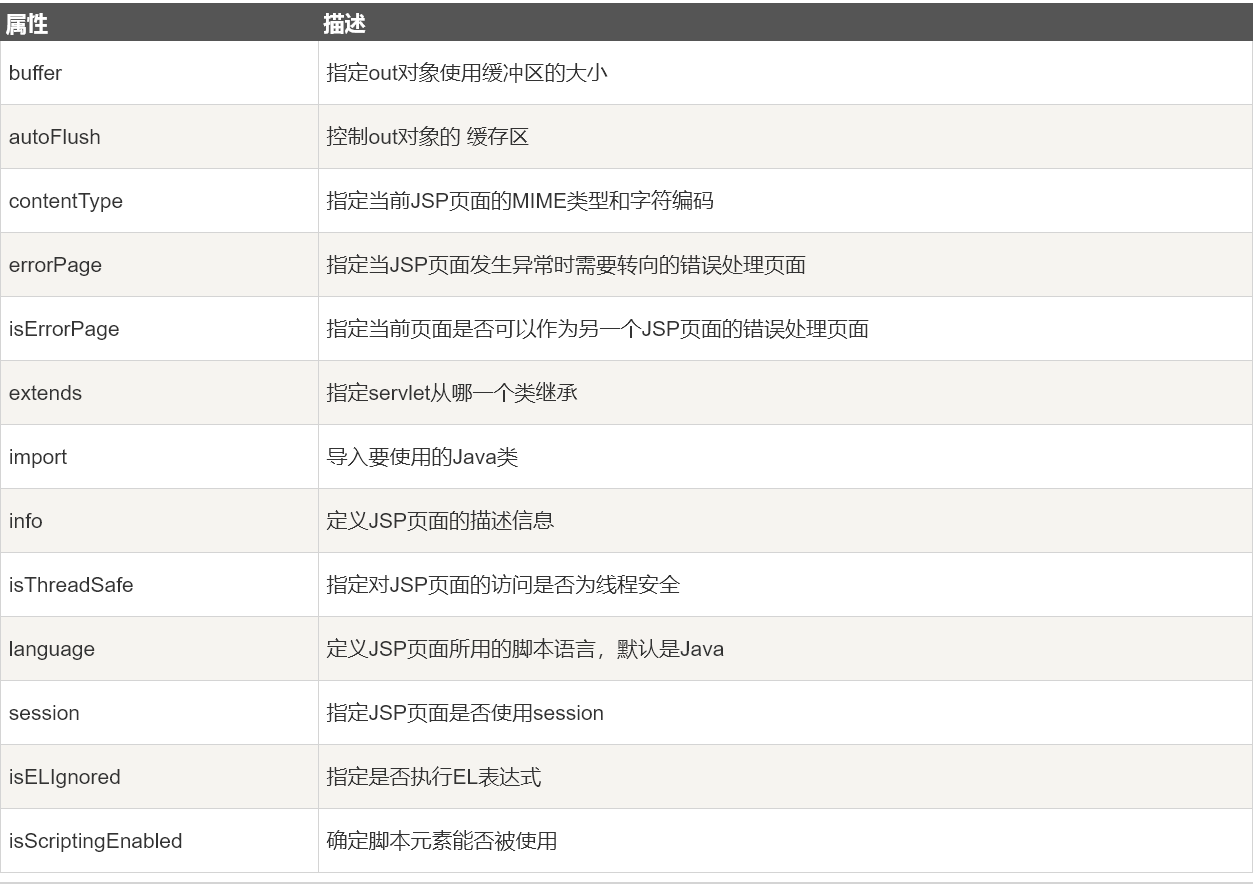 属性 描述
buffer 指定out对象使用缓冲区的大小
autoFlush 控制out对象的 缓存区
contentType 指定当前JSP页面的MIME类型和字符编码
errorPage 指定当JSP页面发生异常时需要转向的错误处理页面
isErrorPage 指定当前页面是否可以作为另一个JSP页面的错误处理页面
extends 指定servlet从哪一个类继承
import 导入要使用的Java类
info 定义JSP页面的描述信息
isThreadSafe 指定对JSP页面的访问是否为线程安全
language 定义JSP页面所用的脚本语言，默认是Java
session 指定JSP页面是否使用session
isELIgnored 指定是否执行EL表达式
isScriptingEnabled 确定脚本元素能否被使用